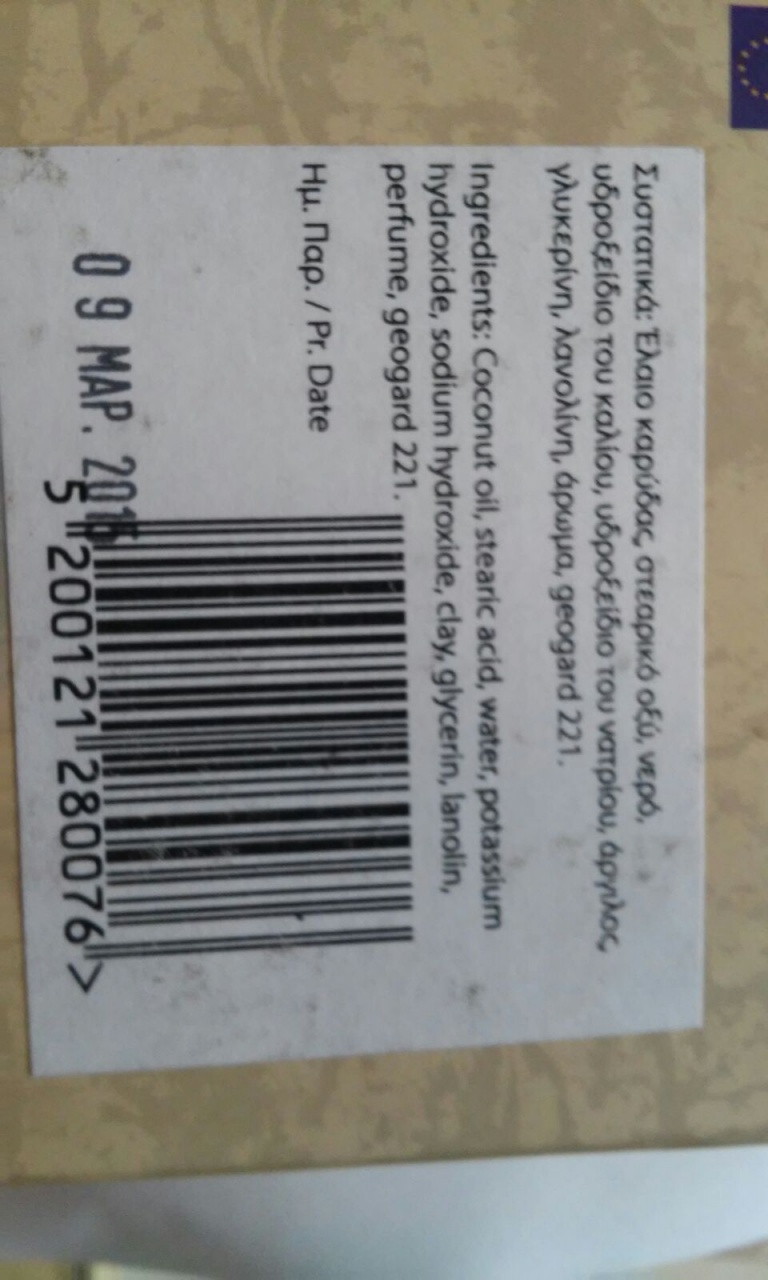 Συστατικά: Έλαιο καρύδας, στεαρικό οξύ, νερό,
υδροξείδιο του καλίου, υδροξείδιο του νατρίου, άργιλος,
γλυκερίνη, λανολίνη, άρωμα, geogard 221.
Ingredients: Coconut oil, stearic acid, water, potassium
hydroxide, sodium hydroxide, clay, glycerin, lanolin,
perfume, geogard 221.
Ημ. Παρ. / Pr. Date
09 ΜΑΡ.
5 200121 280076 >